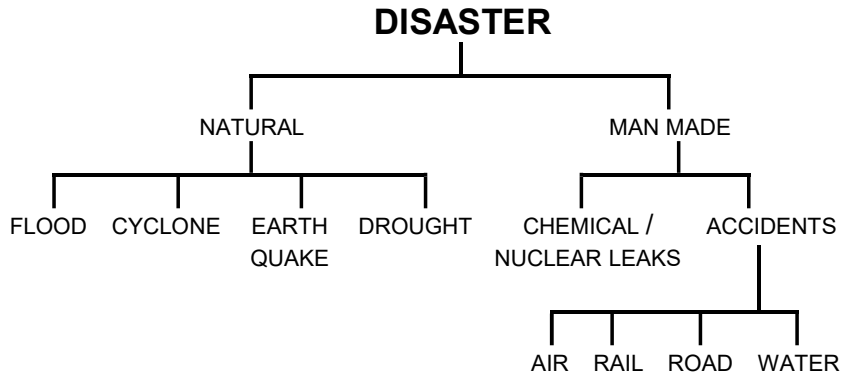 DISASTER
NATURAL MAN MADE
FLOOD CYCLONE EARTH DROUGHT CHEMICAL / ACCIDENTS
QUAKE NUCLEAR LEAKS
AIR RAIL ROAD WATER